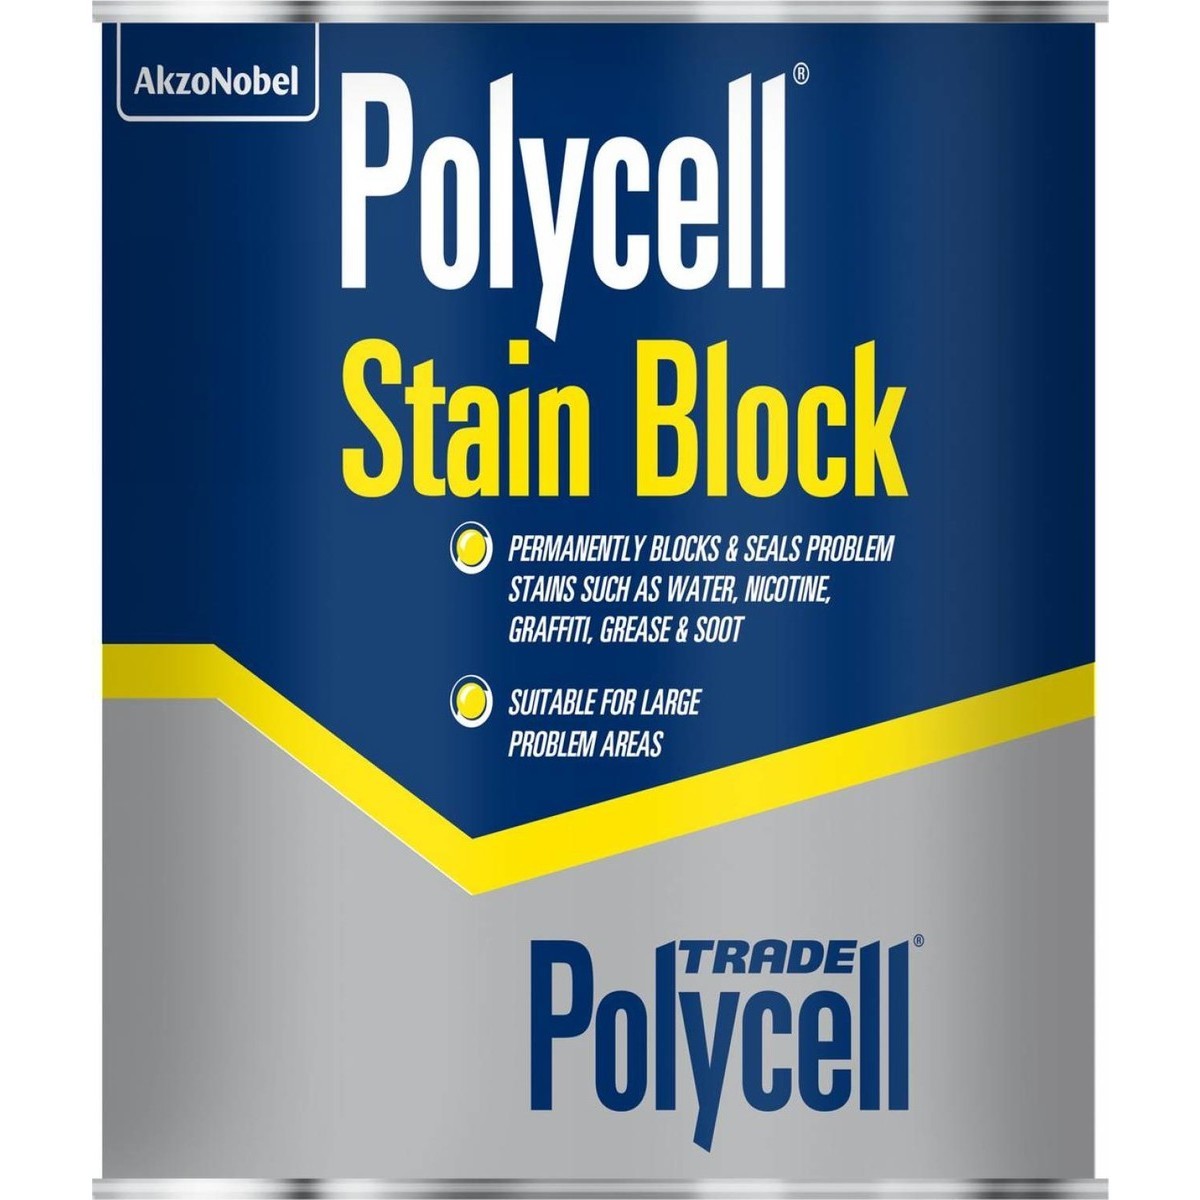 AkzoNobel
Polycell®
Stain Block
PERMANENTLY BLOCKS & SEALS PROBLEM
STAINS SUCH AS WATER, NICOTINE,
GRAFFITI, GREASE & SOOT
SUITABLE FOR LARGE
PROBLEM AREAS
TRADE
Polycell®